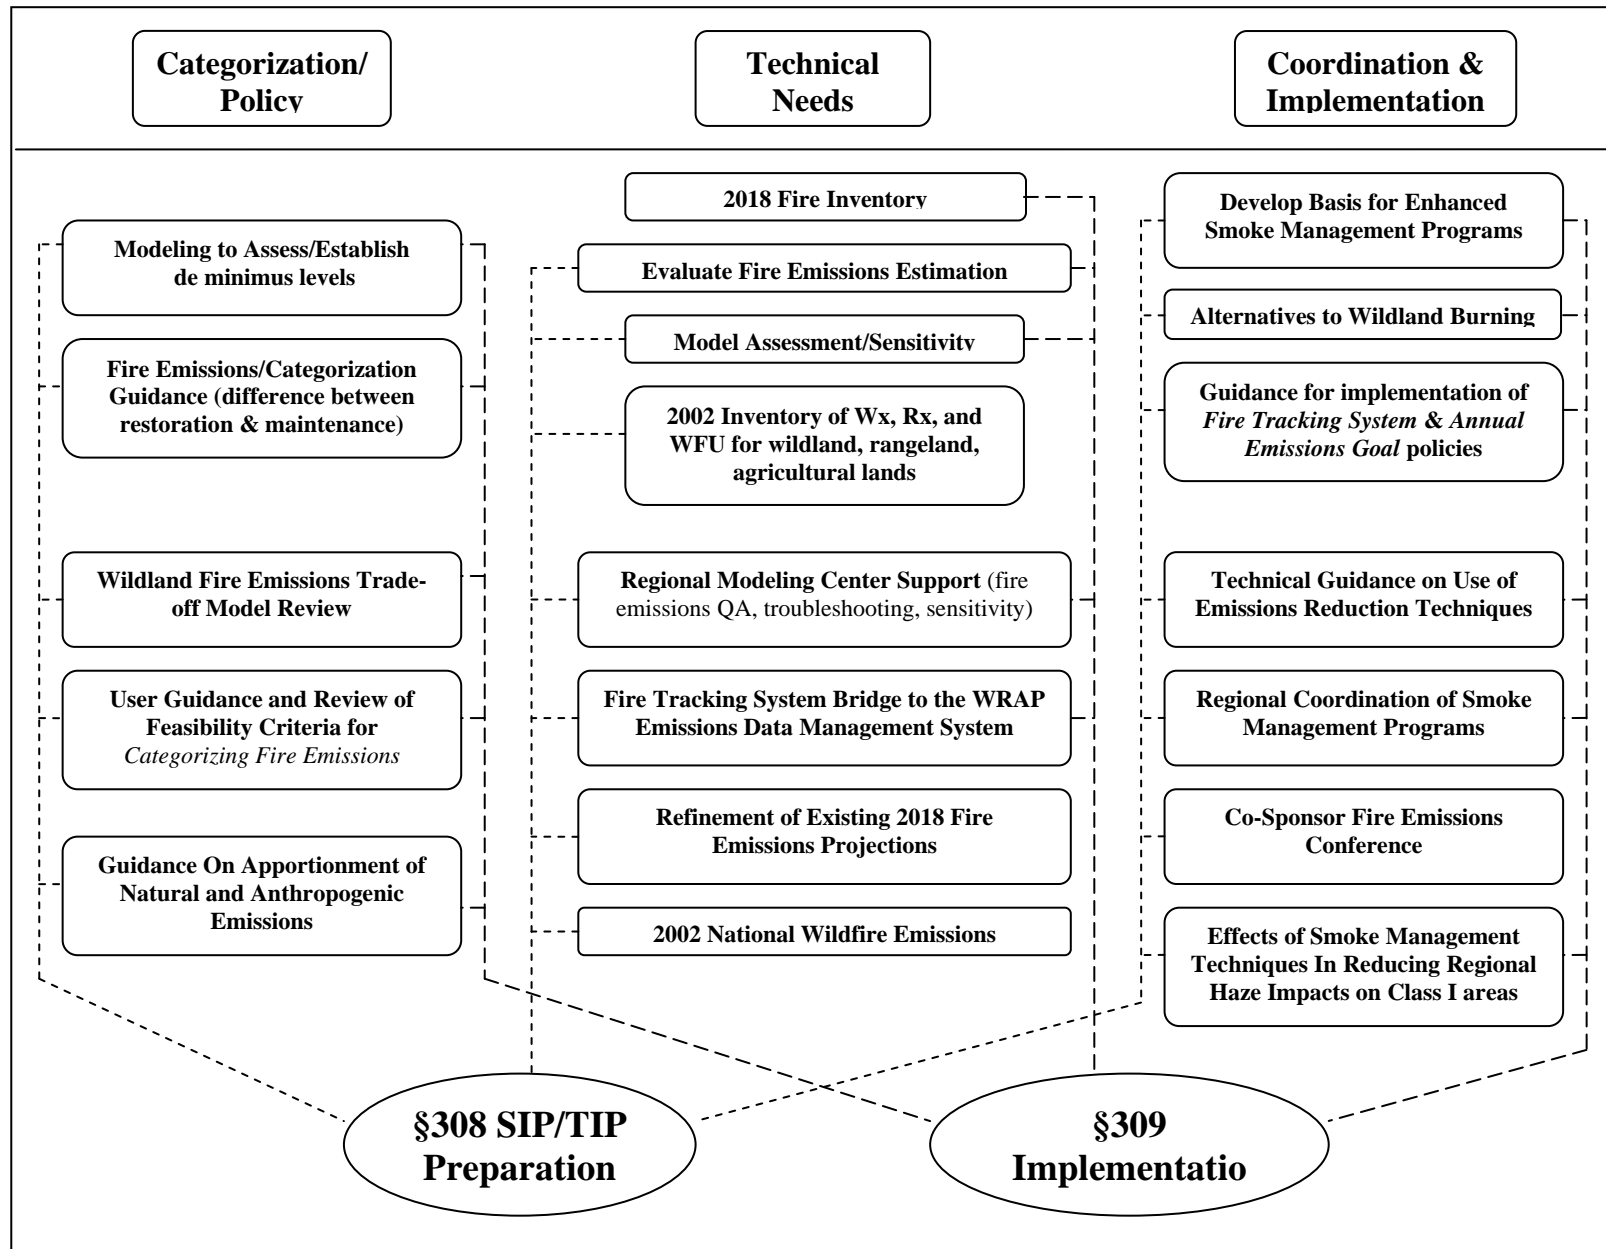 Categorization/
Policy
Technical
Needs
Coordination &
Implementation
Modeling to Assess/Establish
de minimus levels
Fire Emissions/Categorization
Guidance (difference between
restoration & maintenance)
Wildland Fire Emissions Trade-
off Model Review
User Guidance and Review of
Feasibility Criteria for
Categorizing Fire Emissions
Guidance On Apportionment of
Natural and Anthropogenic
Emissions
2018 Fire Inventory
Evaluate Fire Emissions Estimation
Model Assessment/Sensitivity
2002 Inventory of Wx, Rx, and
WFU for wildland, rangeland,
agricultural lands
Regional Modeling Center Support (fire
emissions QA, troubleshooting, sensitivity)
Fire Tracking System Bridge to the WRAP
Emissions Data Management System
Refinement of Existing 2018 Fire
Emissions Projections
2002 National Wildfire Emissions
Develop Basis for Enhanced
Smoke Management Programs
Alternatives to Wildland Burning
Guidance for implementation of
Fire Tracking System & Annual
Emissions Goal policies
Technical Guidance on Use of
Emissions Reduction Techniques
Regional Coordination of Smoke
Management Programs
Co-Sponsor Fire Emissions
Conference
Effects of Smoke Management
Techniques In Reducing Regional
Haze Impacts on Class I areas
§308 SIP/TIP
Preparation
§309
Implementatio